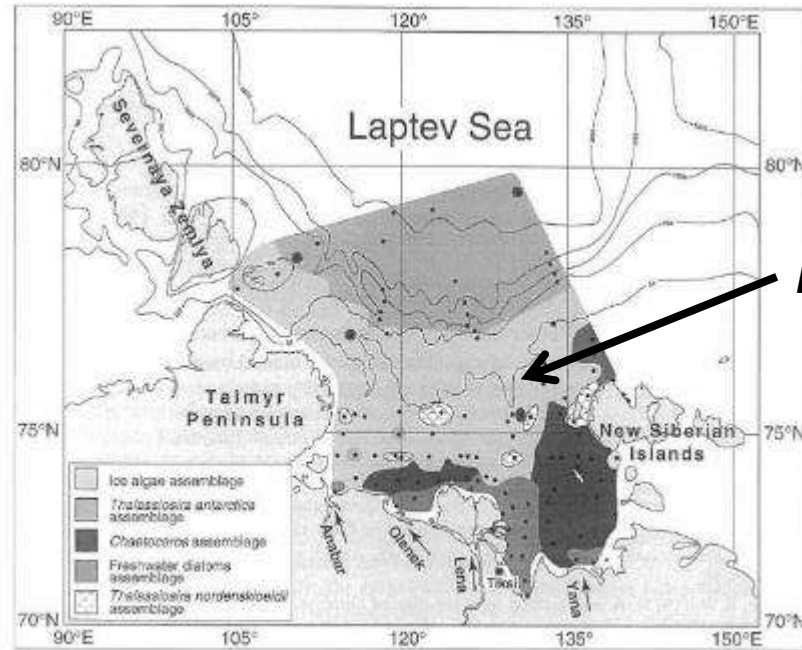 90°E 105° 120° 135° 150°E
Laptev Sea
Severnaya Zemlya
80°N 80°N
Taimyr
Peninsula
75°N 75°N
New Siberian
Islands
Ice algae assemblage
Thalassiosira antarctica
assemblage
Chaetoceros assemblage
Freshwater diatoms
assemblage
Thalassiosira nordenskioeldii
assemblage
Anabar
Olenek
Lena
Tiksi
Yana
70°N 70°N
90°E 105° 120° 135° 150°E